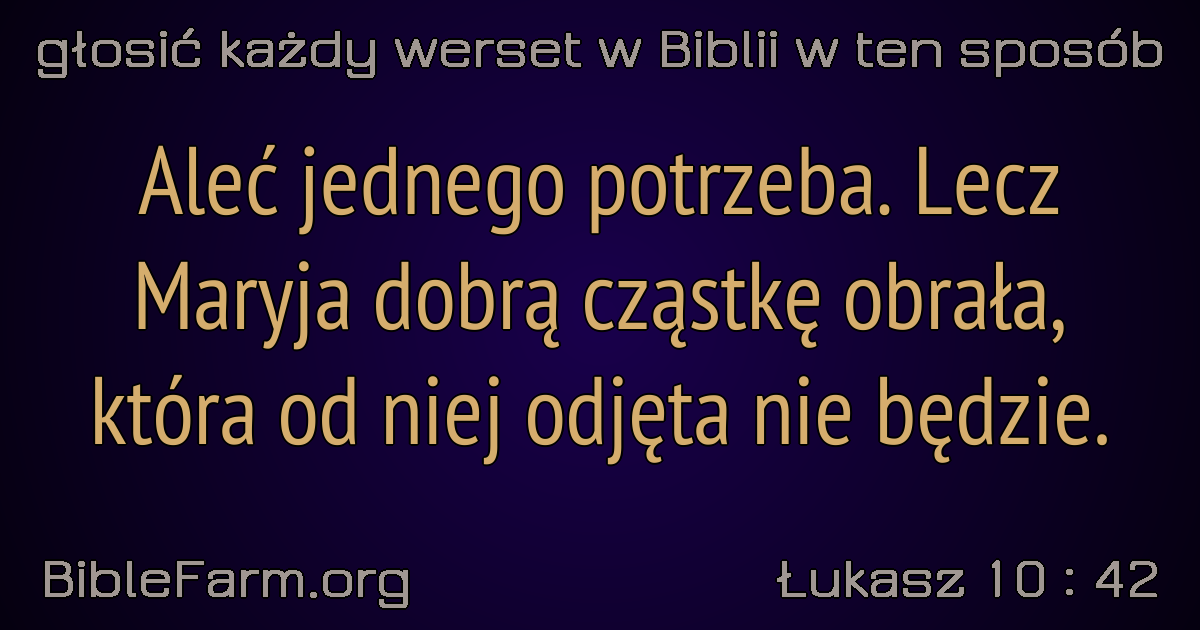 głosić każdy werset w Biblii w ten sposób
Aleć jednego potrzeba. Lecz
Maryja dobrą cząstkę obrała,
która od niej odjęta nie będzie.
BibleFarm.org
Łukasz 10 : 42